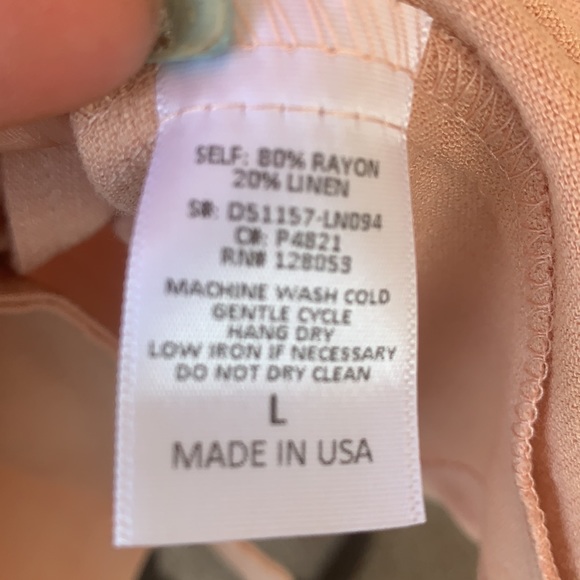 SELF: 80% RAYON
20% LINEN
S#: DS1157-LN094
C#: P4821
RN# 128053
MACHINE WASH COLD
GENTLE CYCLE
HANG DRY
LOW IRON IF NECESSARY
DO NOT DRY CLEAN
L
MADE IN USA